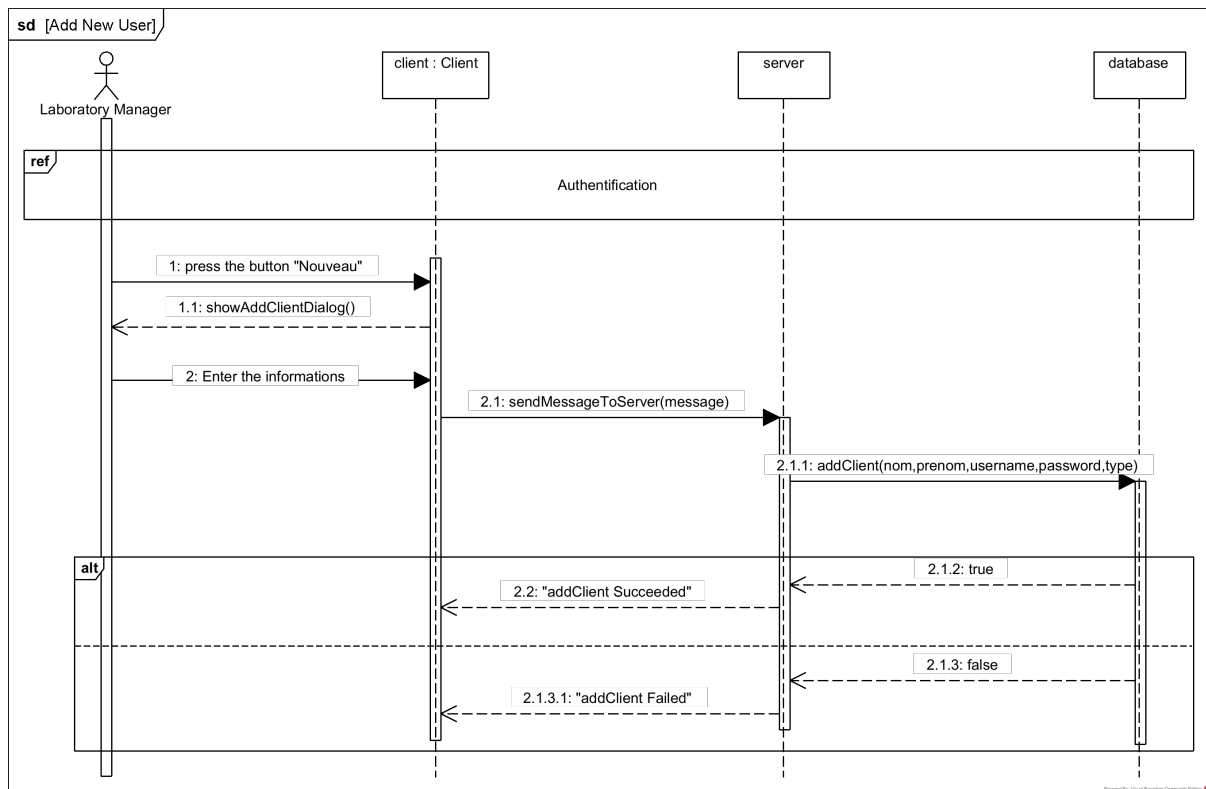 sd [Add New User]
Laboratory Manager
client : Client
server
database
ref
Authentification
1: press the button "Nouveau"
1.1: showAddClientDialog()
2: Enter the informations
2.1: sendMessageToServer(message)
2.1.1: addClient(nom,prenom,username,password,type)
alt
2.1.2: true
2.2: "addClient Succeeded"
2.1.3: false
2.1.3.1: "addClient Failed"